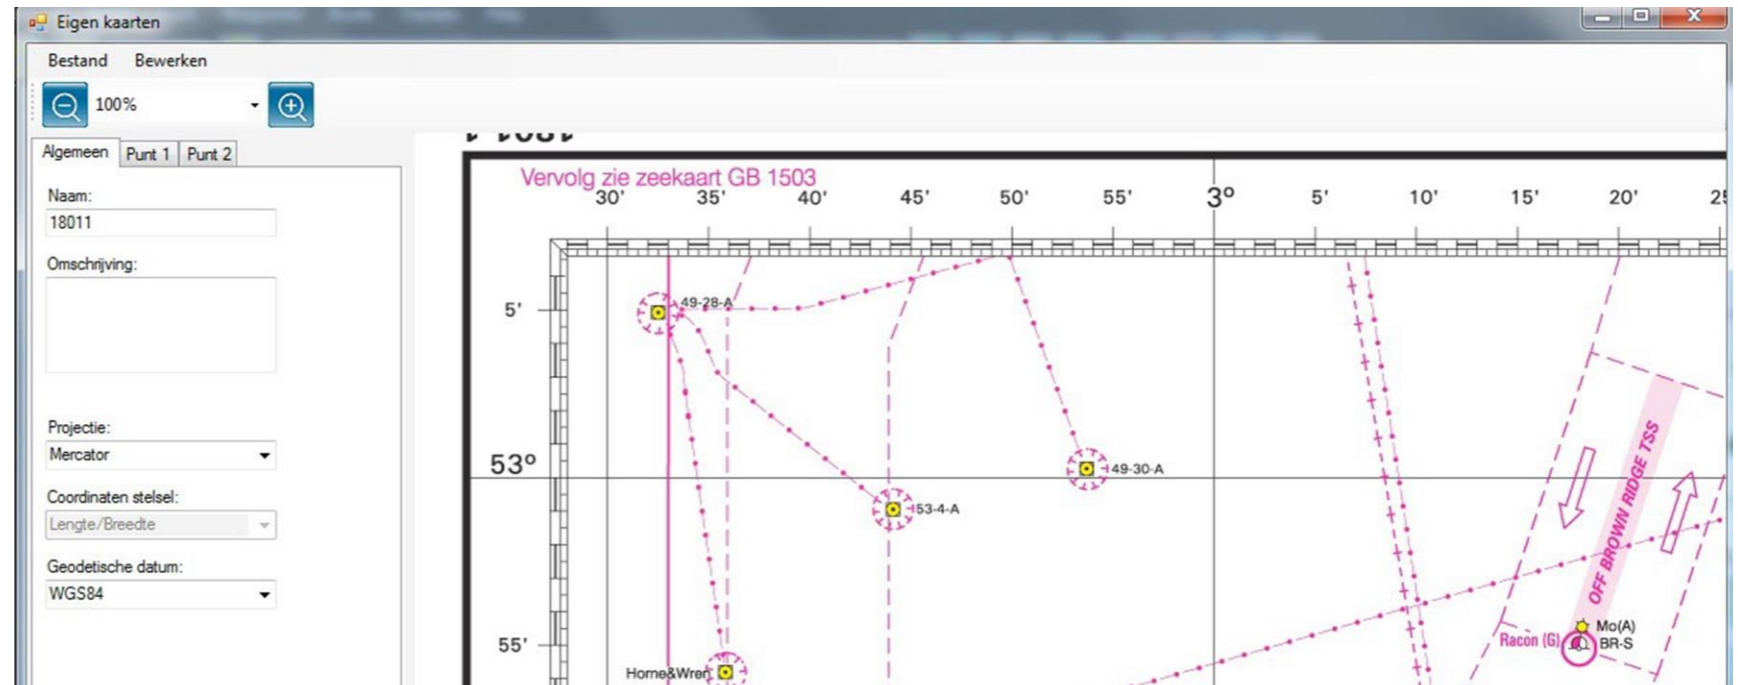 Eigen kaarten
Bestand Bewerken
100%
Algemeen Punt 1 Punt 2
Naam:
18011
Omschrijving:
Projectie:
Mercator
Coordinaten stelsel:
Lengte/Breedte
Geodetische datum:
WGS84
Vervolg zie zeekaart GB 1503
30' 35' 40' 45' 50' 55' 3° 5' 10' 15' 20'
5'
49-28-A
53°
49-30-A
53-4-A
OFF BROWN RIDGE TSS
55'
Mo(A)
Racon (G) BR-S
Horne&Wren